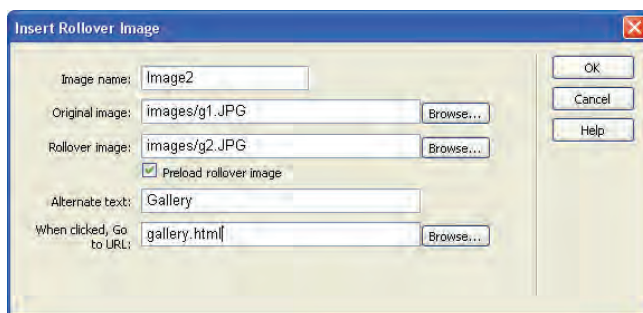 Insert Rollover Image
Image name: Image2
OK
Original image: images/g1.JPG Browse...
Cancel
Rollover image: images/g2.JPG Browse...
Help
Preload rollover image
Alternate text: Gallery
When clicked, Go
to URL: gallery.html Browse...